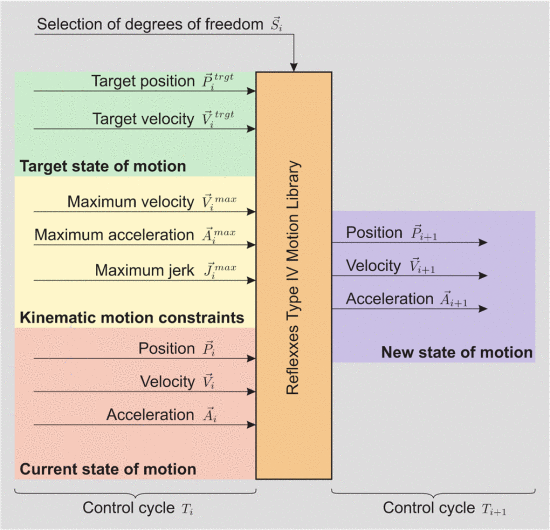 Selection of degrees of freedom $\vec{S}_i$
Target position $\vec{P}_i^{\,trgt}$
Target velocity $\vec{V}_i^{\,trgt}$
Target state of motion
Maximum velocity $\vec{V}_i^{\,max}$
Maximum acceleration $\vec{A}_i^{\,max}$
Maximum jerk $\vec{J}_i^{\,max}$
Kinematic motion constraints
Position $\vec{P}_i$
Velocity $\vec{V}_i$
Acceleration $\vec{A}_i$
Current state of motion
Reflexxes Type IV Motion Library
Position $\vec{P}_{i+1}$
Velocity $\vec{V}_{i+1}$
Acceleration $\vec{A}_{i+1}$
New state of motion
Control cycle $T_i$
Control cycle $T_{i+1}$